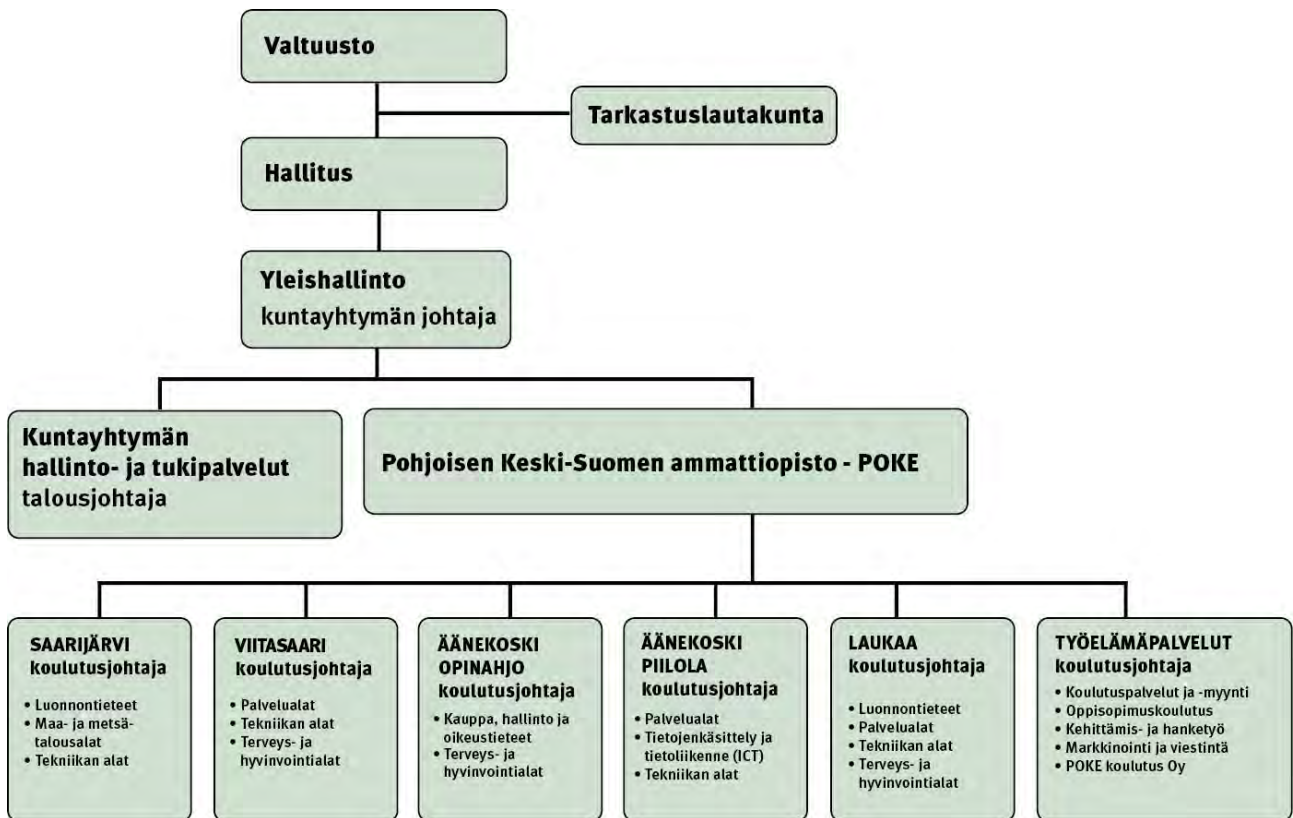 Valtuusto
Tarkastuslautakunta
Hallitus
Yleishallinto
kuntayhtymän johtaja
Kuntayhtymän
hallinto- ja tukipalvelut
talousjohtaja
Pohjoisen Keski-Suomen ammattiopisto - POKE
SAARIJÄRVI
koulutusjohtaja
• Luonnontieteet
• Maa- ja metsä-
talousalat
• Tekniikan alat
VIITASAARI
koulutusjohtaja
• Palvelualat
• Tekniikan alat
• Terveys- ja
hyvinvointialat
ÄÄNEKOSKI
OPINAHJO
koulutusjohtaja
• Kauppa, hallinto ja
oikeustieteet
• Terveys- ja
hyvinvointialat
ÄÄNEKOSKI
PIILOLA
koulutusjohtaja
• Palvelualat
• Tietojenkäsittely ja
tietoliikenne (ICT)
• Tekniikan alat
LAUKAA
koulutusjohtaja
• Luonnontieteet
• Palvelualat
• Tekniikan alat
• Terveys- ja
hyvinvointialat
TYÖELÄMÄPALVELUT
koulutusjohtaja
• Koulutuspalvelut ja -myynti
• Oppisopimuskoulutus
• Kehittämis- ja hanketyö
• Markkinointi ja viestintä
• POKE koulutus Oy